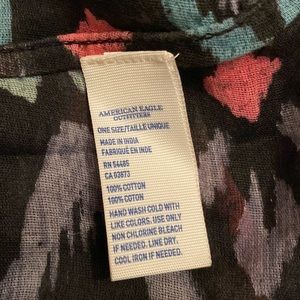 AMERICAN EAGLE
OUTFITTERS
ONE SIZE/TAILLE UNIQUE
MADE IN INDIA
FABRIQUÉ EN INDE
RN 54485
CA 53873
100% COTTON
100% COTON
HAND WASH COLD WITH
LIKE COLORS. USE ONLY
NON CHLORINE BLEACH
IF NEEDED. LINE DRY.
COOL IRON IF NEEDED.